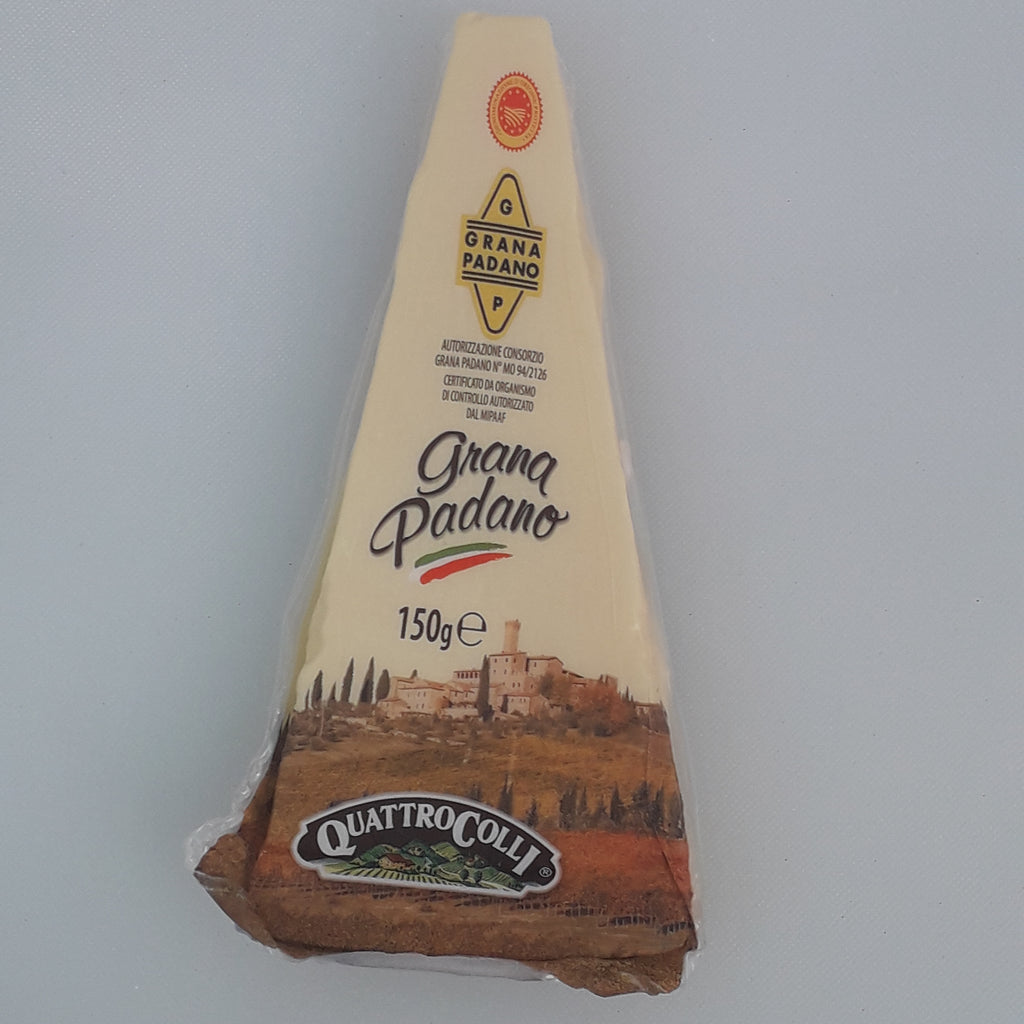 G
GRANA
PADANO
P
AUTORIZZAZIONE CONSORZIO
GRANA PADANO N° MO 94/2126
CERTIFICATO DA ORGANISMO
DI CONTROLLO AUTORIZZATO
DAL MIPAAF
Grana
Padano
150g ℮
QUATTROCOLLI ®